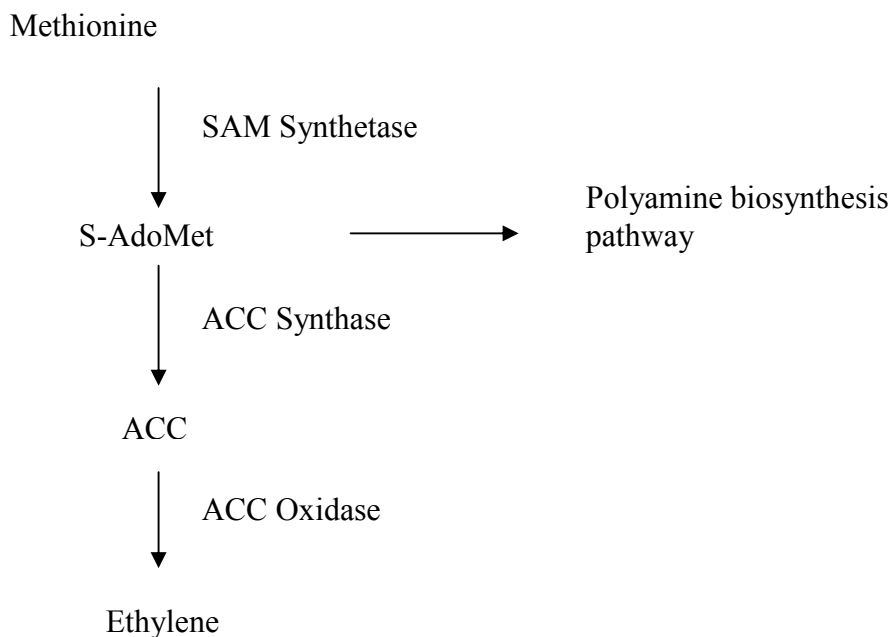 Methionine
SAM Synthetase
Polyamine biosynthesis
pathway
S-AdoMet
ACC Synthase
ACC
ACC Oxidase
Ethylene